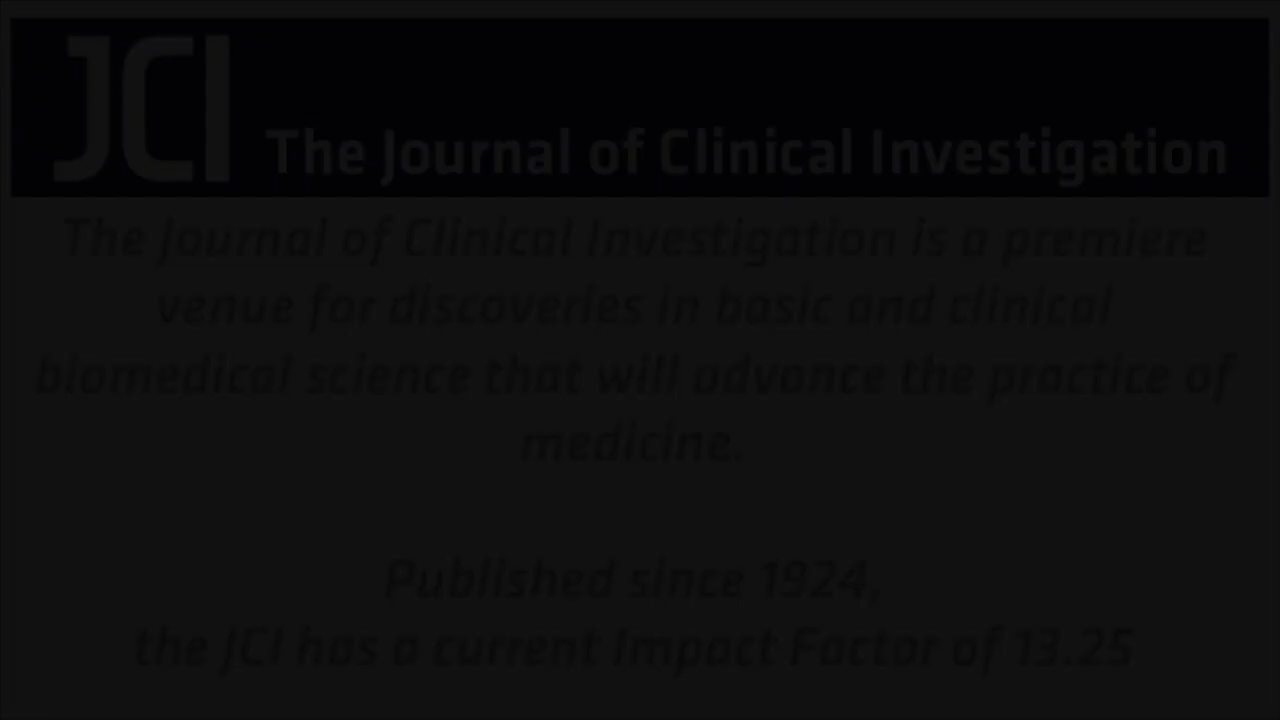 JCI The Journal of Clinical Investigation
The Journal of Clinical Investigation is a premiere
venue for discoveries in basic and clinical
biomedical science that will advance the practice of
medicine.
Published since 1924,
the JCI has a current Impact Factor of 13.25